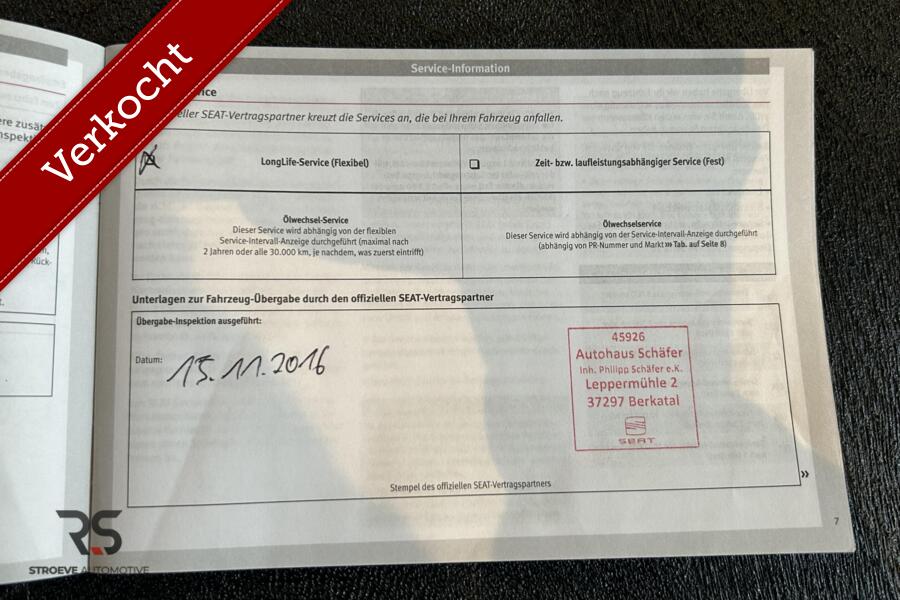 Verkocht
ere zusät
nspekt
Rück-
Service-Information
eller SEAT-Vertragspartner kreuzt die Services an, die bei Ihrem Fahrzeug anfallen.
LongLife-Service (Flexibel)
Zeit- bzw. laufleistungsabhängiger Service (Fest)
Ölwechsel-Service
Dieser Service wird abhängig von der flexiblen
Service-Intervall-Anzeige durchgeführt (maximal nach
2 Jahren oder alle 30.000 km, je nachdem, was zuerst eintrifft)
Ölwechselservice
Dieser Service wird abhängig von der Service-Intervall-Anzeige durchgeführt
(abhängig von PR-Nummer und Markt ››› Tab. auf Seite 8)
Unterlagen zur Fahrzeug-Übergabe durch den offiziellen SEAT-Vertragspartner
Übergabe-Inspektion ausgeführt:
Datum: 15.11.2016
45926
Autohaus Schäfer
Inh. Philipp Schäfer e.K.
Leppermühle 2
37297 Berkatal
SEAT
Stempel des offiziellen SEAT-Vertragspartners
»
7
RS
STROEVE AUTOMOTIVE